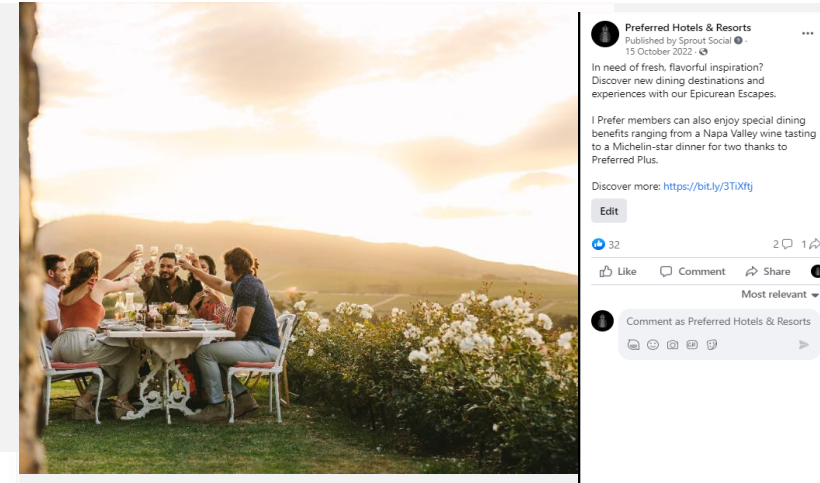 Preferred Hotels & Resorts
Published by Sprout Social ·
15 October 2022 ·
In need of fresh, flavorful inspiration?
Discover new dining destinations and
experiences with our Epicurean Escapes.
I Prefer members can also enjoy special dining
benefits ranging from a Napa Valley wine tasting
to a Michelin-star dinner for two thanks to
Preferred Plus.
Discover more: https://bit.ly/3TiXftj
Edit
32 2 1
Like Comment Share
Most relevant
Comment as Preferred Hotels & Resorts
GIF